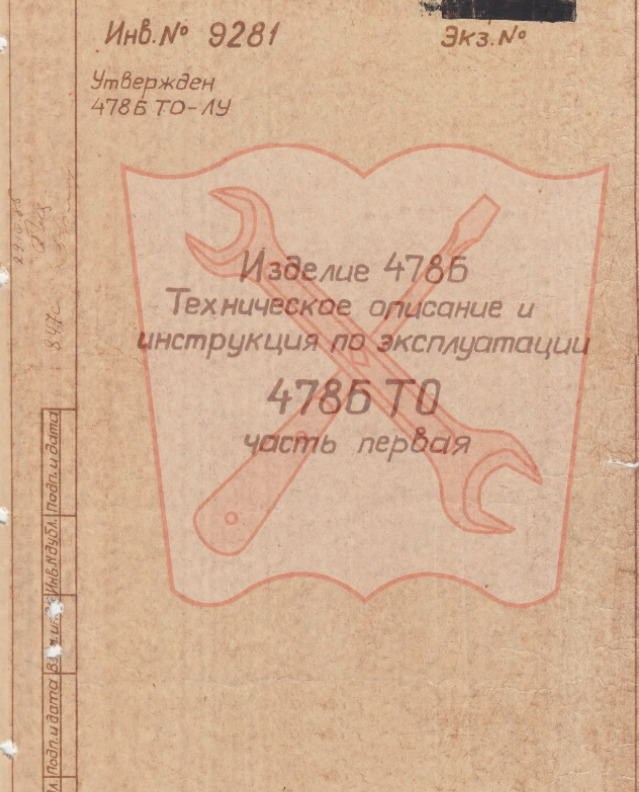 Инв.№ 9281
Экз.№
Утвержден
478Б ТО-ЛУ
Изделие 478Б
Техническое описание и
инструкция по эксплуатации
478Б ТО
часть первая
Подп. и дата
Инв.№ дубл.
Подп. и дата